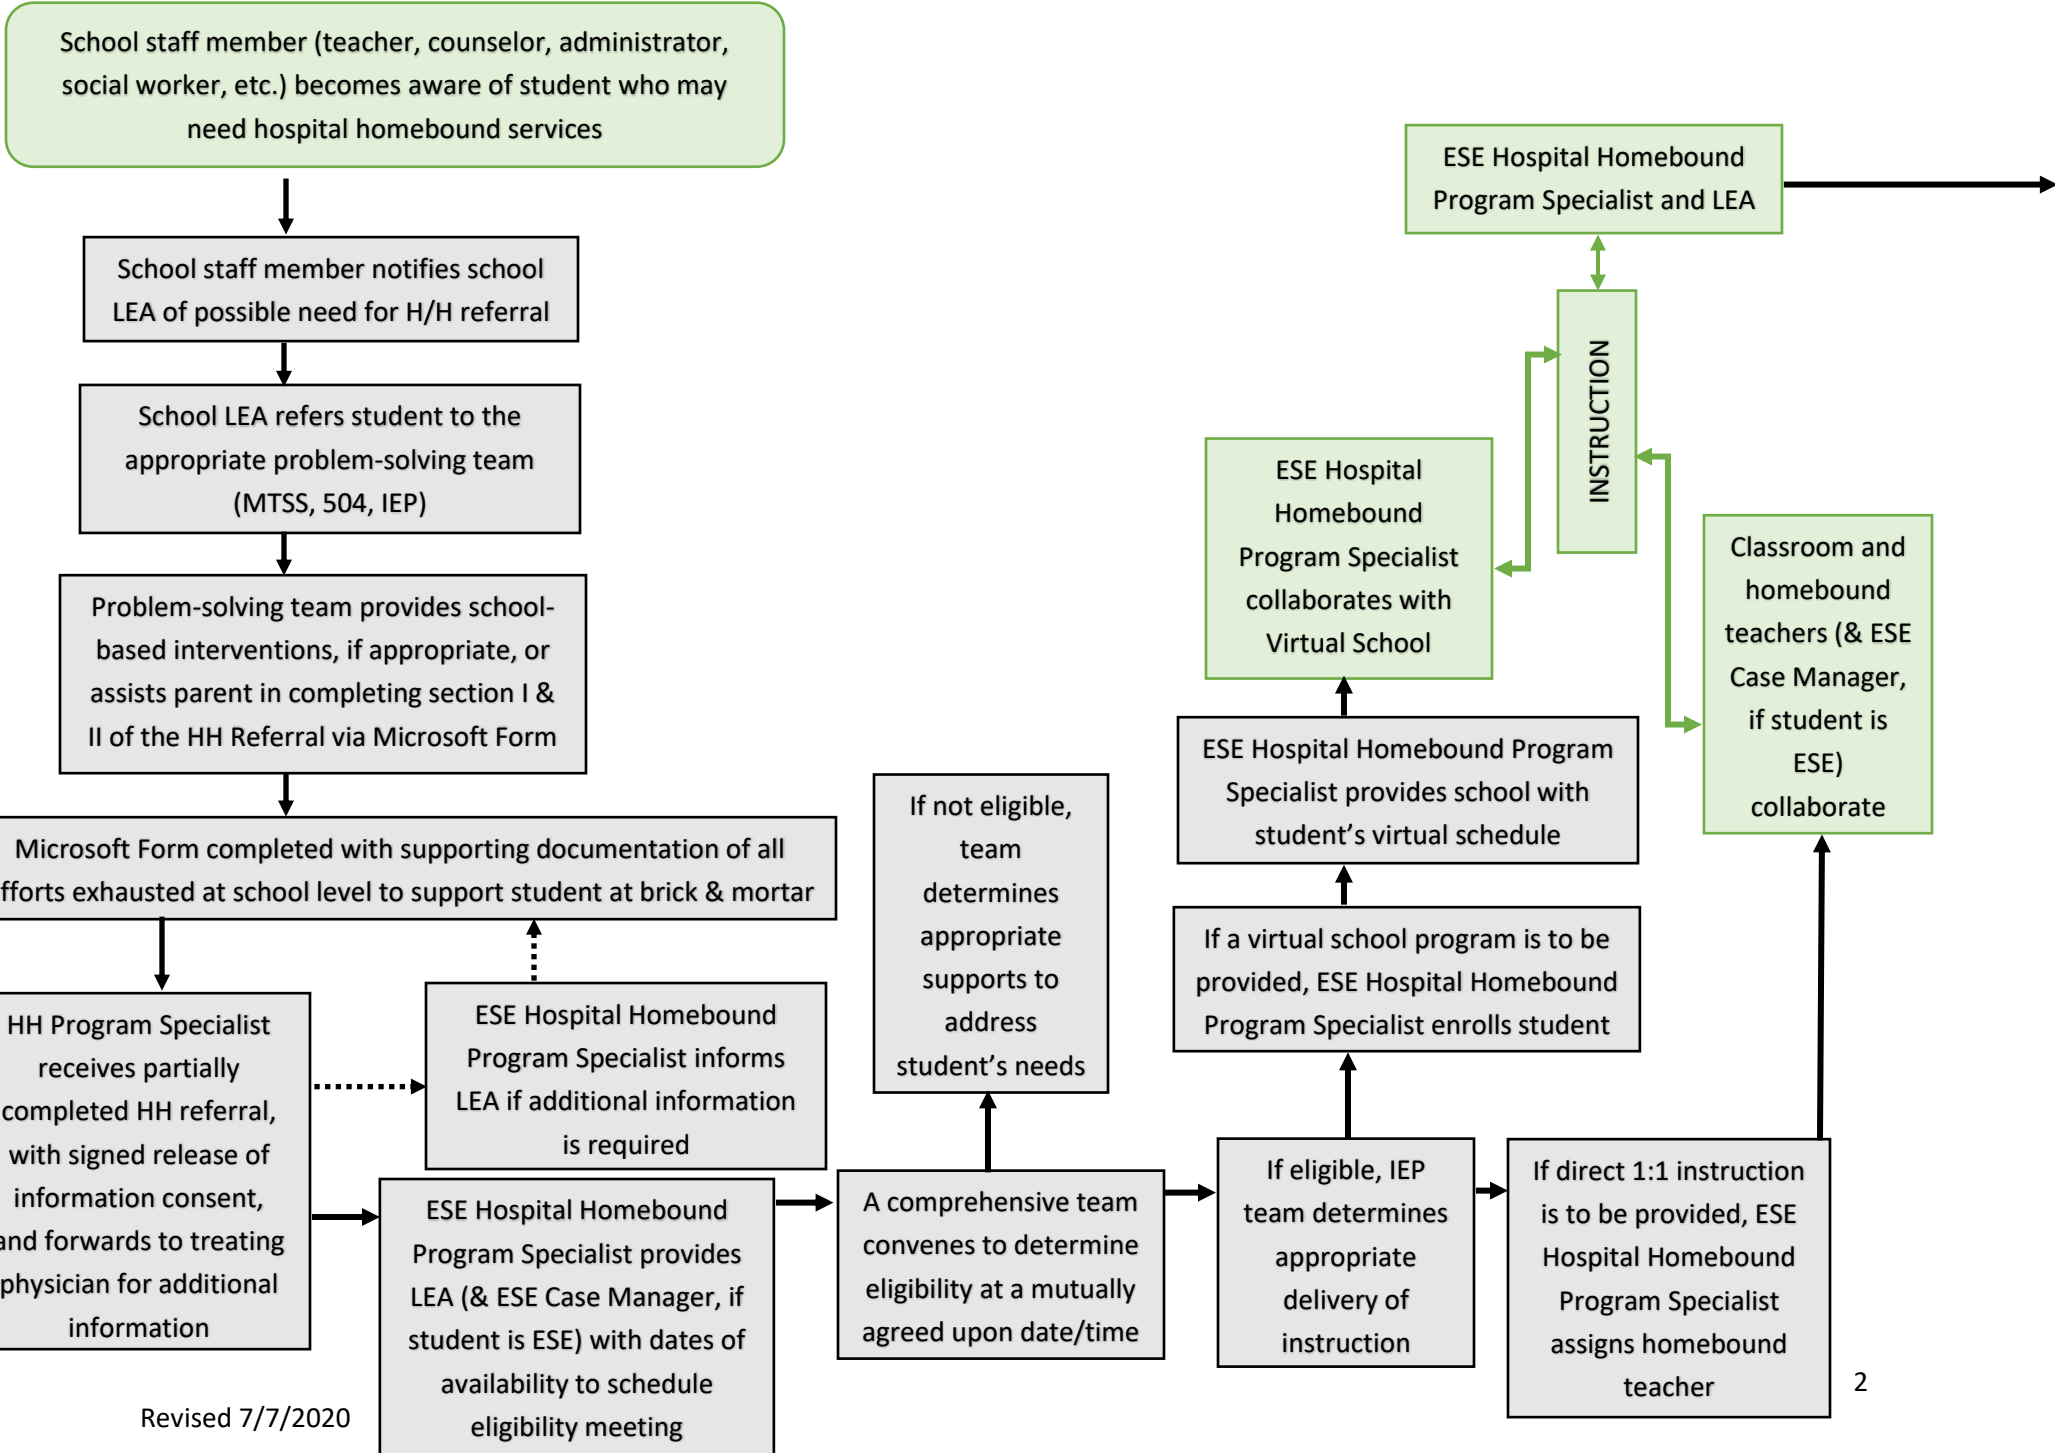 School staff member (teacher, counselor, administrator,
social worker, etc.) becomes aware of student who may
need hospital homebound services
School staff member notifies school
LEA of possible need for H/H referral
School LEA refers student to the
appropriate problem-solving team
(MTSS, 504, IEP)
Problem-solving team provides school-
based interventions, if appropriate, or
assists parent in completing section I &
II of the HH Referral via Microsoft Form
Microsoft Form completed with supporting documentation of all
fforts exhausted at school level to support student at brick & mortar
HH Program Specialist
receives partially
completed HH referral,
with signed release of
information consent,
and forwards to treating
physician for additional
information
ESE Hospital Homebound
Program Specialist informs
LEA if additional information
is required
ESE Hospital Homebound
Program Specialist provides
LEA (& ESE Case Manager, if
student is ESE) with dates of
availability to schedule
eligibility meeting
A comprehensive team
convenes to determine
eligibility at a mutually
agreed upon date/time
If not eligible,
team
determines
appropriate
supports to
address
student's needs
If eligible, IEP
team determines
appropriate
delivery of
instruction
If a virtual school program is to be
provided, ESE Hospital Homebound
Program Specialist enrolls student
ESE Hospital Homebound Program
Specialist provides school with
student's virtual schedule
ESE Hospital
Homebound
Program Specialist
collaborates with
Virtual School
If direct 1:1 instruction
is to be provided, ESE
Hospital Homebound
Program Specialist
assigns homebound
teacher
Classroom and
homebound
teachers (& ESE
Case Manager,
if student is
ESE)
collaborate
INSTRUCTION
ESE Hospital Homebound
Program Specialist and LEA
Revised 7/7/2020
2